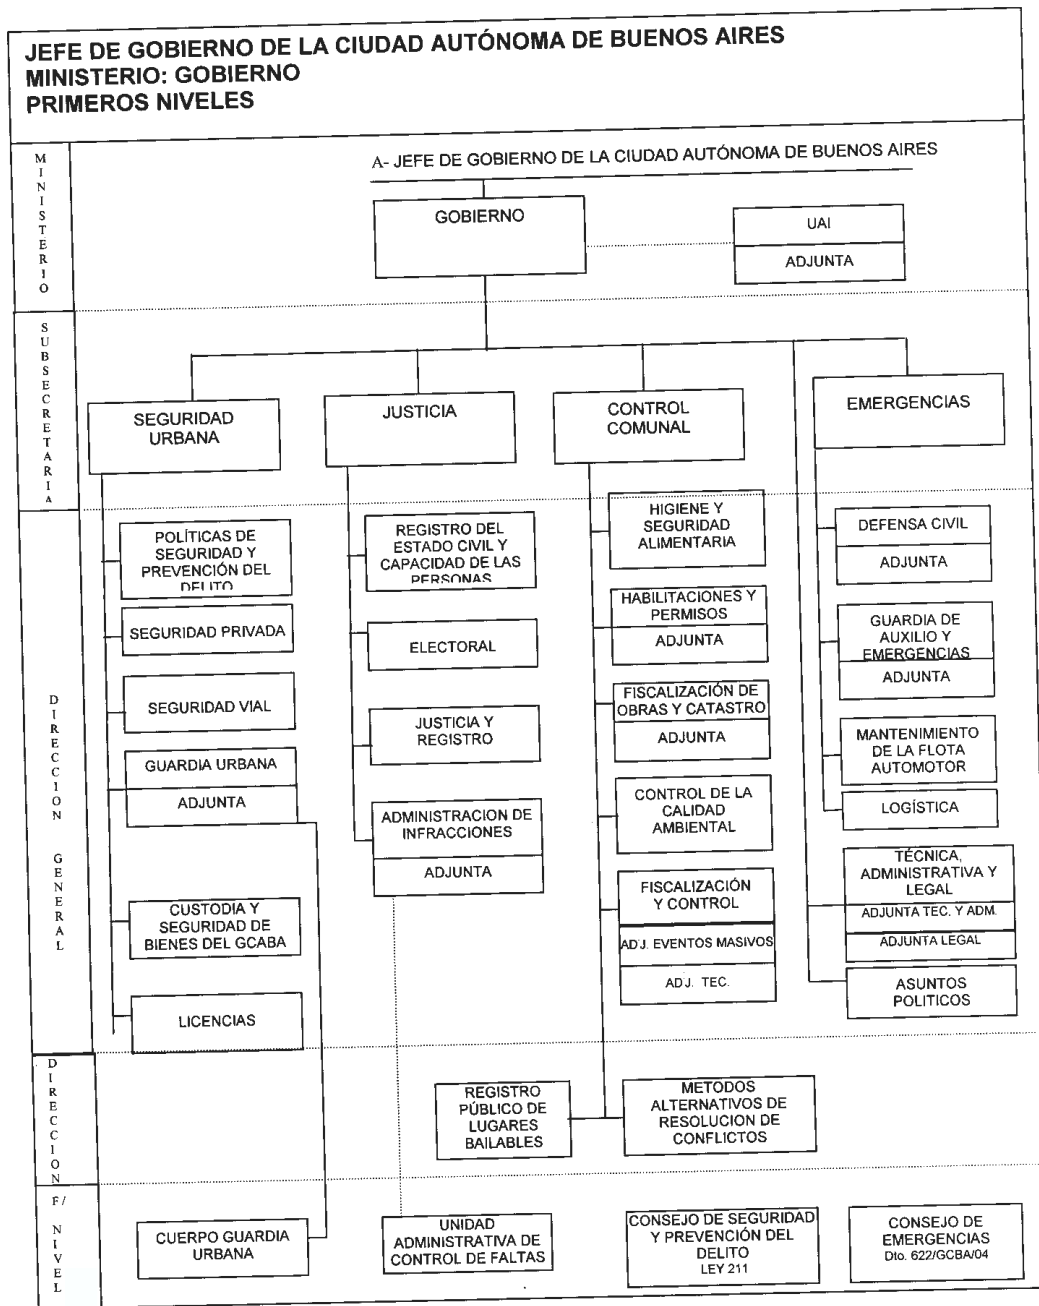 JEFE DE GOBIERNO DE LA CIUDAD AUTÓNOMA DE BUENOS AIRES
MINISTERIO: GOBIERNO
PRIMEROS NIVELES
MINISTERIO
A- JEFE DE GOBIERNO DE LA CIUDAD AUTÓNOMA DE BUENOS AIRES
GOBIERNO
UAI
ADJUNTA
SUBSECRETARIA
SEGURIDAD
URBANA
JUSTICIA
CONTROL
COMUNAL
EMERGENCIAS
DIRECCION GENERAL
POLÍTICAS DE
SEGURIDAD Y
PREVENCIÓN DEL
DELITO
SEGURIDAD PRIVADA
SEGURIDAD VIAL
GUARDIA URBANA
ADJUNTA
CUSTODIA Y
SEGURIDAD DE
BIENES DEL GCABA
LICENCIAS
REGISTRO DEL
ESTADO CIVIL Y
CAPACIDAD DE LAS
PERSONAS
ELECTORAL
JUSTICIA Y
REGISTRO
ADMINISTRACION DE
INFRACCIONES
ADJUNTA
HIGIENE Y
SEGURIDAD
ALIMENTARIA
HABILITACIONES Y
PERMISOS
ADJUNTA
FISCALIZACIÓN DE
OBRAS Y CATASTRO
ADJUNTA
CONTROL DE LA
CALIDAD
AMBIENTAL
FISCALIZACIÓN
Y CONTROL
ADJ. EVENTOS MASIVOS
ADJ. TEC.
DEFENSA CIVIL
ADJUNTA
GUARDIA DE
AUXILIO Y
EMERGENCIAS
ADJUNTA
MANTENIMIENTO
DE LA FLOTA
AUTOMOTOR
LOGÍSTICA
TÉCNICA,
ADMINISTRATIVA Y
LEGAL
ADJUNTA TEC. Y ADM.
ADJUNTA LEGAL
ASUNTOS
POLITICOS
DIRECCION
REGISTRO
PÚBLICO DE
LUGARES
BAILABLES
METODOS
ALTERNATIVOS DE
RESOLUCION DE
CONFLICTOS
F/ NIVEL
CUERPO GUARDIA
URBANA
UNIDAD
ADMINISTRATIVA DE
CONTROL DE FALTAS
CONSEJO DE SEGURIDAD
Y PREVENCIÓN DEL
DELITO
LEY 211
CONSEJO DE
EMERGENCIAS
Dto. 622/GCBA/04